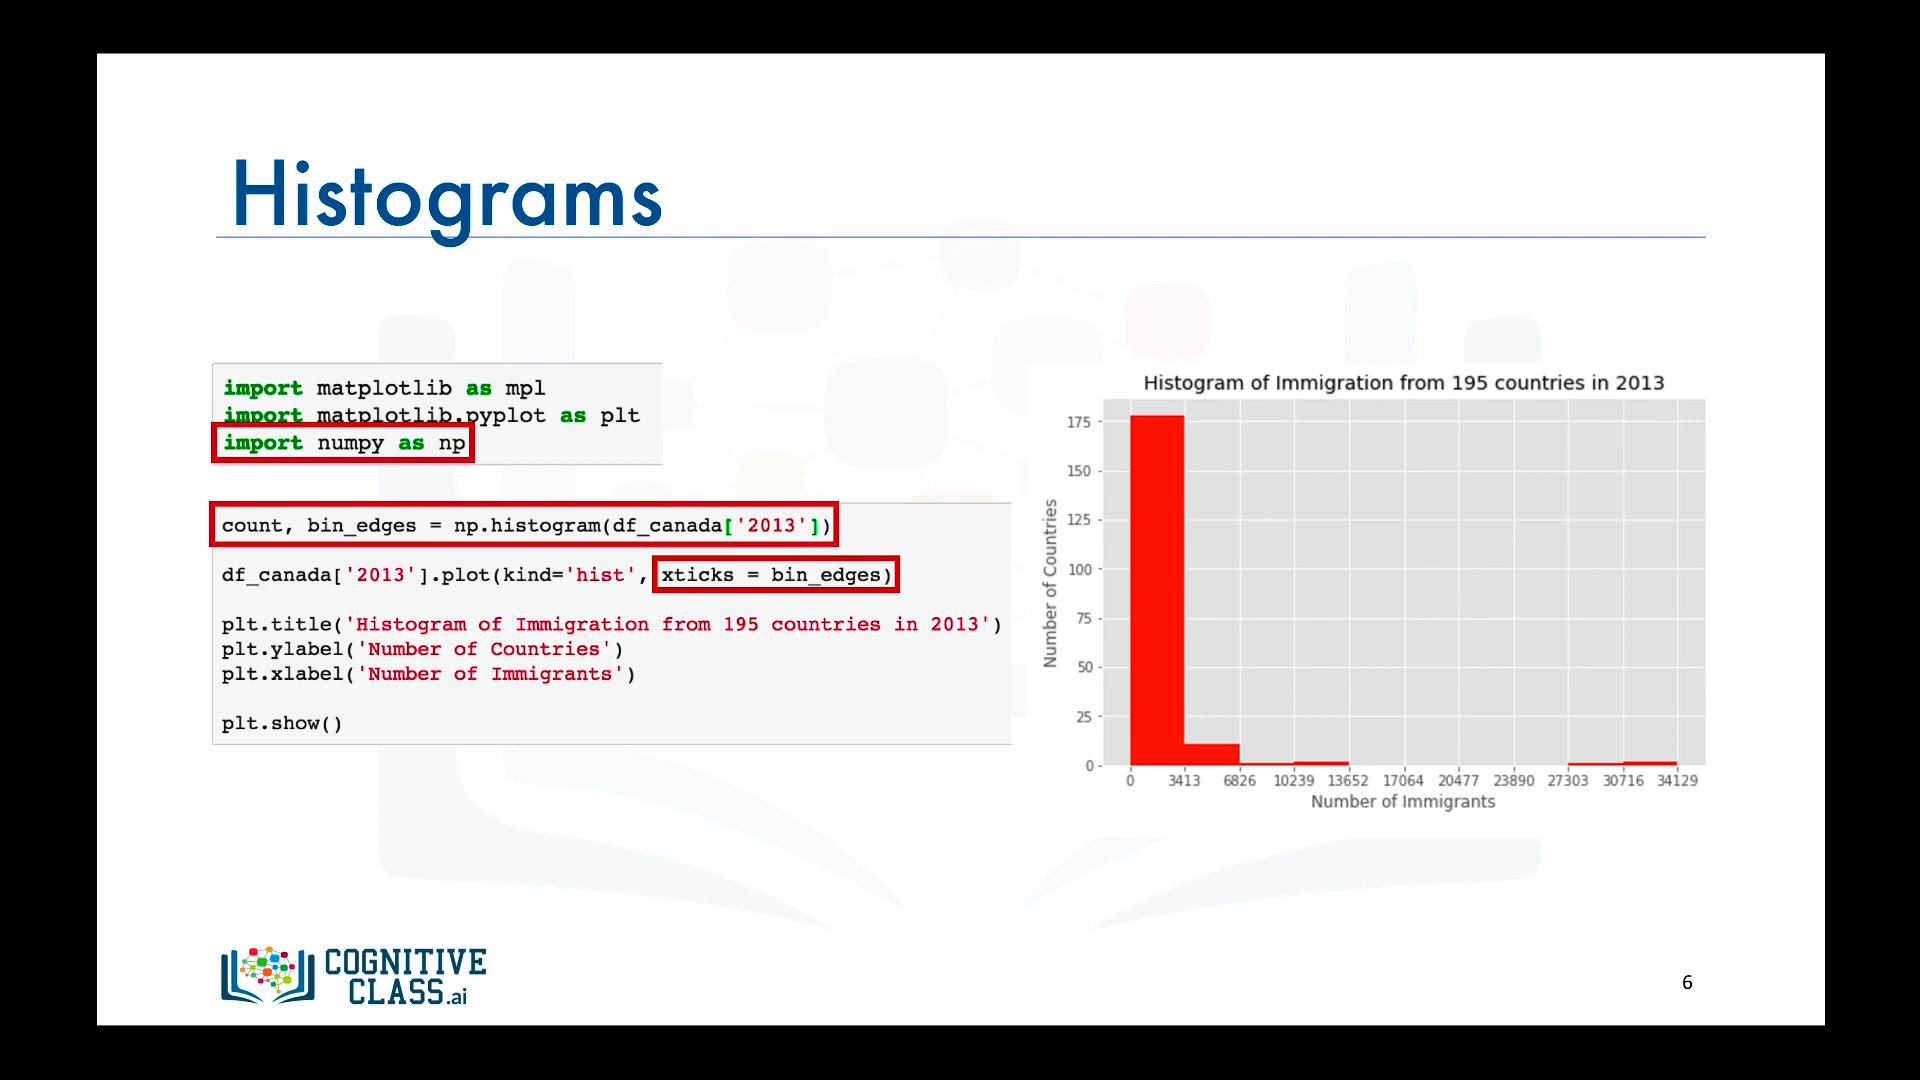 Histograms
import matplotlib as mpl
import matplotlib.pyplot as plt
import numpy as np
count, bin_edges = np.histogram(df_canada['2013'])
df_canada['2013'].plot(kind='hist', xticks = bin_edges)
plt.title('Histogram of Immigration from 195 countries in 2013')
plt.ylabel('Number of Countries')
plt.xlabel('Number of Immigrants')
plt.show()
Histogram of Immigration from 195 countries in 2013
Number of Countries
175
150
125
100
75
50
25
0
0 3413 6826 10239 13652 17064 20477 23890 27303 30716 34129
Number of Immigrants
COGNITIVE
CLASS.ai
6